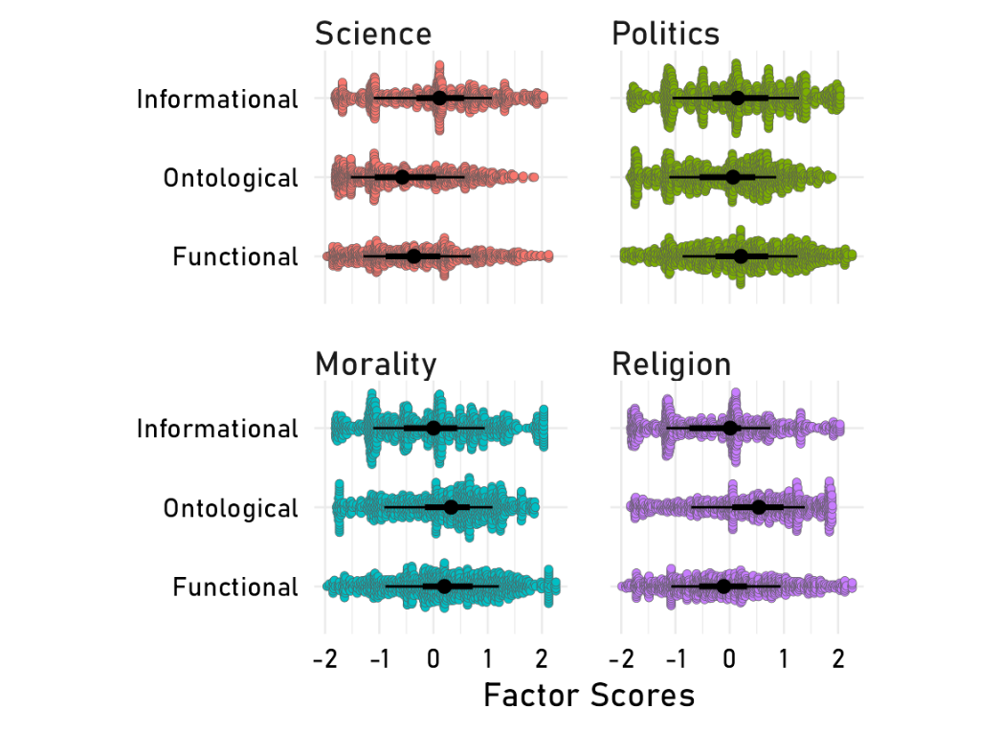 Science
Politics
Informational
Ontological
Functional
Morality
Religion
Informational
Ontological
Functional
-2 -1 0 1 2 -2 -1 0 1 2
Factor Scores